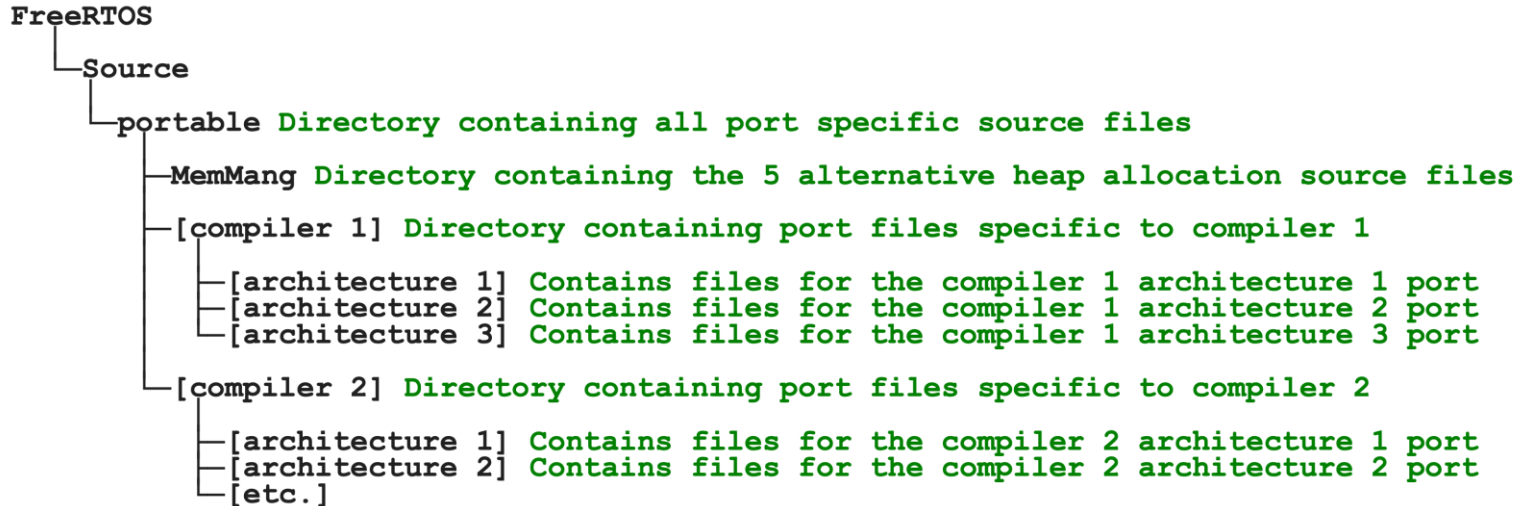 FreeRTOS
Source
portable Directory containing all port specific source files
MemMang Directory containing the 5 alternative heap allocation source files
[compiler 1] Directory containing port files specific to compiler 1
[architecture 1] Contains files for the compiler 1 architecture 1 port
[architecture 2] Contains files for the compiler 1 architecture 2 port
[architecture 3] Contains files for the compiler 1 architecture 3 port
[compiler 2] Directory containing port files specific to compiler 2
[architecture 1] Contains files for the compiler 2 architecture 1 port
[architecture 2] Contains files for the compiler 2 architecture 2 port
[etc.]